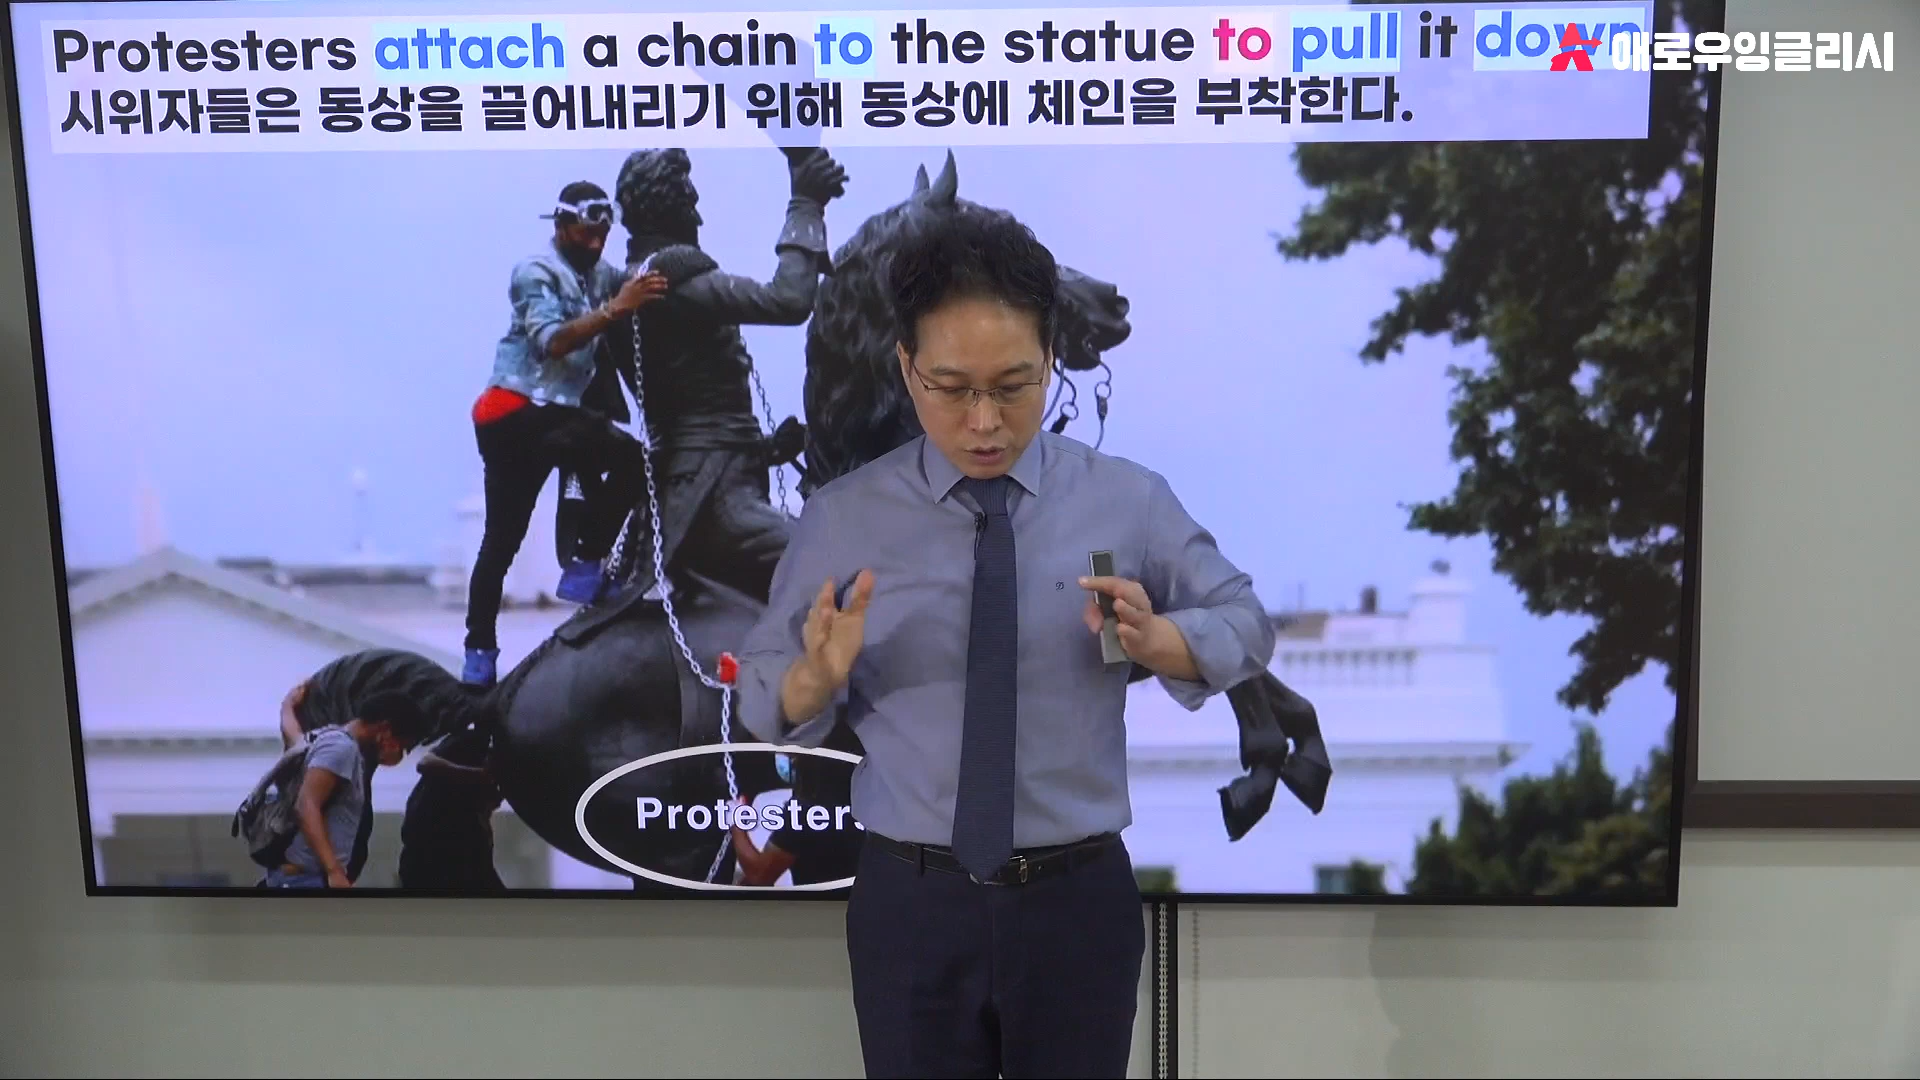 Protesters attach a chain to the statue to pull it down
애로우잉글리시
시위자들은 동상을 끌어내리기 위해 동상에 체인을 부착한다.
Protesters